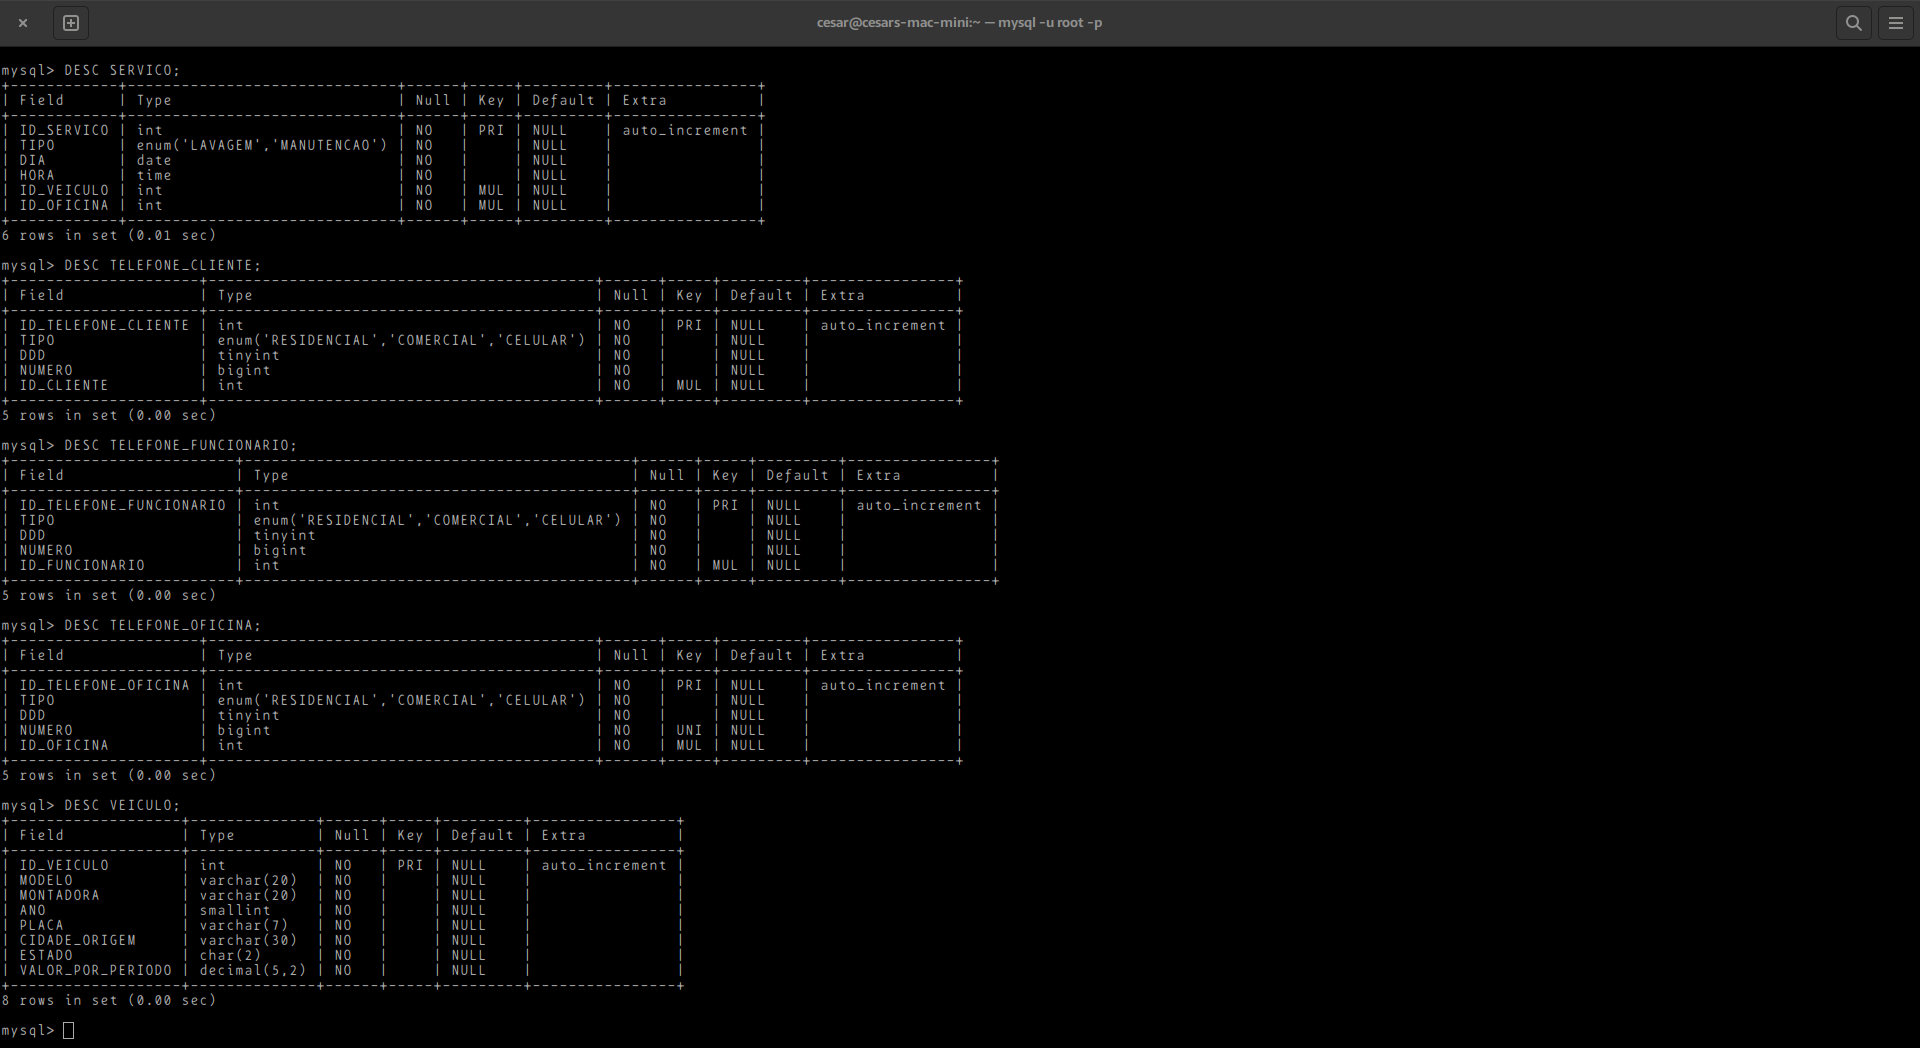 cesar@cesars-mac-mini:~ — mysql -u root -p
mysql> DESC SERVICO;
+------------+------------------------------+------+-----+---------+----------------+
| Field      | Type                         | Null | Key | Default | Extra          |
+------------+------------------------------+------+-----+---------+----------------+
| ID_SERVICO | int                          | NO   | PRI | NULL    | auto_increment |
| TIPO       | enum('LAVAGEM','MANUTENCAO') | NO   |     | NULL    |                |
| DIA        | date                         | NO   |     | NULL    |                |
| HORA       | time                         | NO   |     | NULL    |                |
| ID_VEICULO | int                          | NO   | MUL | NULL    |                |
| ID_OFICINA | int                          | NO   | MUL | NULL    |                |
+------------+------------------------------+------+-----+---------+----------------+
6 rows in set (0.01 sec)
mysql> DESC TELEFONE_CLIENTE;
+---------------------+-------------------------------------------+------+-----+---------+----------------+
| Field               | Type                                      | Null | Key | Default | Extra          |
+---------------------+-------------------------------------------+------+-----+---------+----------------+
| ID_TELEFONE_CLIENTE | int                                       | NO   | PRI | NULL    | auto_increment |
| TIPO                | enum('RESIDENCIAL','COMERCIAL','CELULAR') | NO   |     | NULL    |                |
| DDD                 | tinyint                                   | NO   |     | NULL    |                |
| NUMERO              | bigint                                    | NO   |     | NULL    |                |
| ID_CLIENTE          | int                                       | NO   | MUL | NULL    |                |
+---------------------+-------------------------------------------+------+-----+---------+----------------+
5 rows in set (0.00 sec)
mysql> DESC TELEFONE_FUNCIONARIO;
+-------------------------+-------------------------------------------+------+-----+---------+----------------+
| Field                   | Type                                      | Null | Key | Default | Extra          |
+-------------------------+-------------------------------------------+------+-----+---------+----------------+
| ID_TELEFONE_FUNCIONARIO | int                                       | NO   | PRI | NULL    | auto_increment |
| TIPO                    | enum('RESIDENCIAL','COMERCIAL','CELULAR') | NO   |     | NULL    |                |
| DDD                     | tinyint                                   | NO   |     | NULL    |                |
| NUMERO                  | bigint                                    | NO   |     | NULL    |                |
| ID_FUNCIONARIO          | int                                       | NO   | MUL | NULL    |                |
+-------------------------+-------------------------------------------+------+-----+---------+----------------+
5 rows in set (0.00 sec)
mysql> DESC TELEFONE_OFICINA;
+---------------------+-------------------------------------------+------+-----+---------+----------------+
| Field               | Type                                      | Null | Key | Default | Extra          |
+---------------------+-------------------------------------------+------+-----+---------+----------------+
| ID_TELEFONE_OFICINA | int                                       | NO   | PRI | NULL    | auto_increment |
| TIPO                | enum('RESIDENCIAL','COMERCIAL','CELULAR') | NO   |     | NULL    |                |
| DDD                 | tinyint                                   | NO   |     | NULL    |                |
| NUMERO              | bigint                                    | NO   | UNI | NULL    |                |
| ID_OFICINA          | int                                       | NO   | MUL | NULL    |                |
+---------------------+-------------------------------------------+------+-----+---------+----------------+
5 rows in set (0.00 sec)
mysql> DESC VEICULO;
+-------------------+--------------+------+-----+---------+----------------+
| Field             | Type         | Null | Key | Default | Extra          |
+-------------------+--------------+------+-----+---------+----------------+
| ID_VEICULO        | int          | NO   | PRI | NULL    | auto_increment |
| MODELO            | varchar(20)  | NO   |     | NULL    |                |
| MONTADORA         | varchar(20)  | NO   |     | NULL    |                |
| ANO               | smallint     | NO   |     | NULL    |                |
| PLACA             | varchar(7)   | NO   |     | NULL    |                |
| CIDADE_ORIGEM     | varchar(30)  | NO   |     | NULL    |                |
| ESTADO            | char(2)      | NO   |     | NULL    |                |
| VALOR_POR_PERIODO | decimal(5,2) | NO   |     | NULL    |                |
+-------------------+--------------+------+-----+---------+----------------+
8 rows in set (0.00 sec)
mysql>